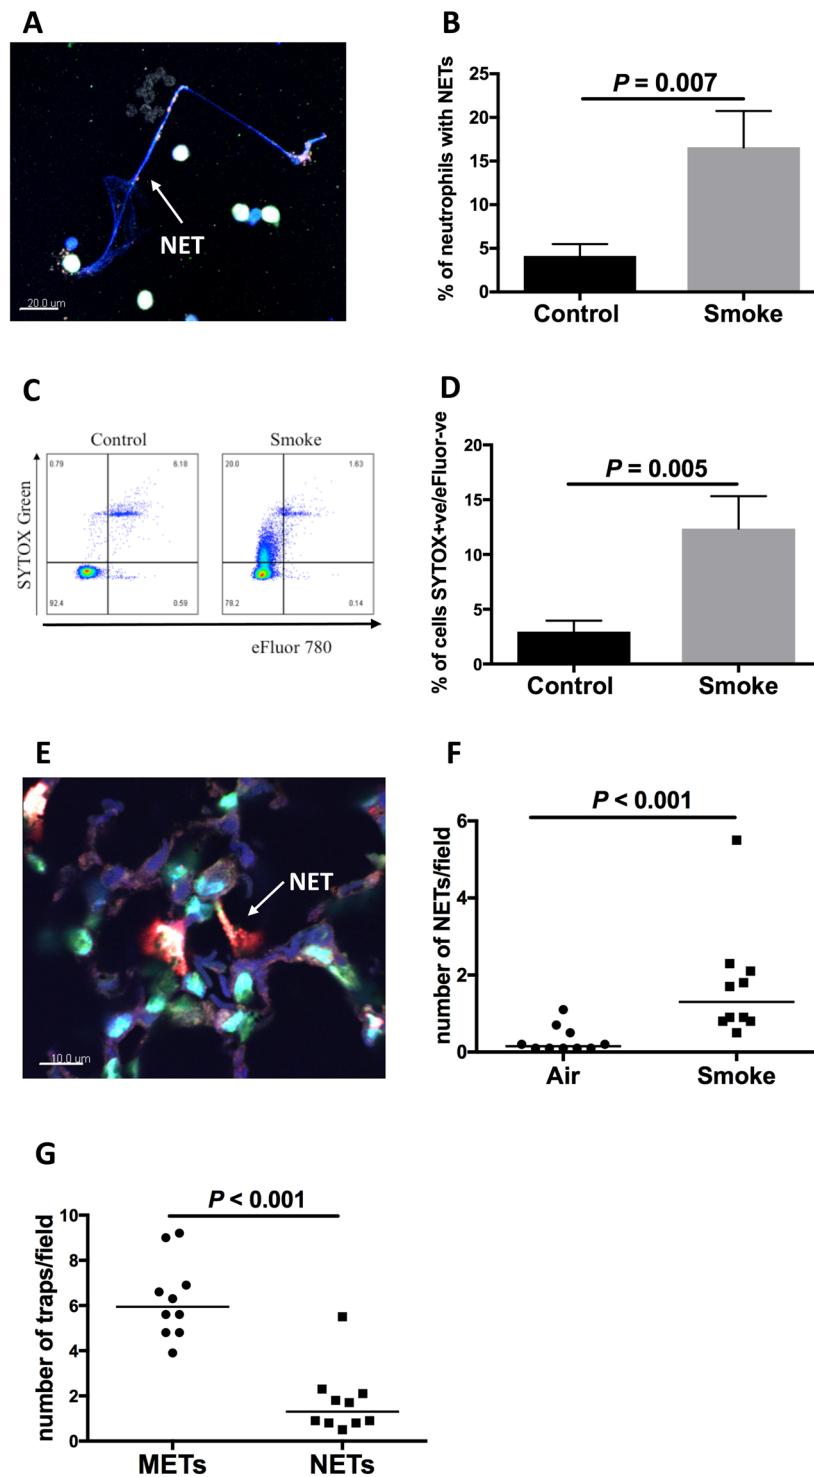 A
NET
20.0 um
B
% of neutrophils with NETs
25
20
15
10
5
0
P = 0.007
Control
Smoke
C
Control
Smoke
SYTOX Green
0.79
6.18
92.4
0.59
20.0
1.63
78.2
0.14
eFluor 780
D
% of cells SYTOX+ve/eFluor-ve
20
15
10
5
0
P = 0.005
Control
Smoke
E
NET
10.0 um
F
number of NETs/field
6
4
2
0
P < 0.001
Air
Smoke
G
number of traps/field
10
8
6
4
2
0
P < 0.001
METs
NETs